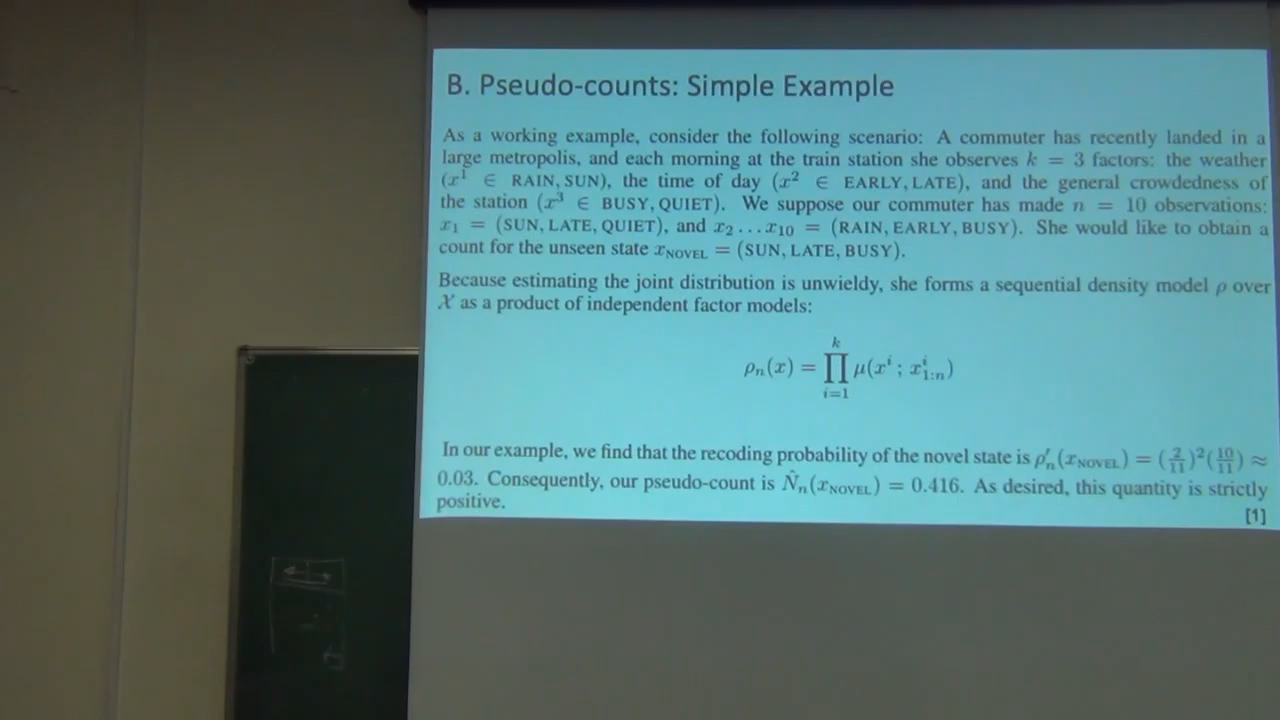 B. Pseudo-counts: Simple Example
As a working example, consider the following scenario: A commuter has recently landed in a
large metropolis, and each morning at the train station she observes k = 3 factors: the weather
(x¹ ∈ RAIN, SUN), the time of day (x² ∈ EARLY, LATE), and the general crowdedness of
the station (x³ ∈ BUSY, QUIET). We suppose our commuter has made n = 10 observations:
x₁ = (SUN, LATE, QUIET), and x₂ … x₁₀ = (RAIN, EARLY, BUSY). She would like to obtain a
count for the unseen state x_NOVEL = (SUN, LATE, BUSY).
Because estimating the joint distribution is unwieldy, she forms a sequential density model ρ over
𝒳 as a product of independent factor models:
ρₙ(x) = ∏_{i=1}^{k} μ(xⁱ ; xⁱ_{1:n})
In our example, we find that the recoding probability of the novel state is ρ′ₙ(x_NOVEL) = (2/11)²(10/11) ≈
0.03. Consequently, our pseudo-count is N̂ₙ(x_NOVEL) = 0.416. As desired, this quantity is strictly
positive.
[1]